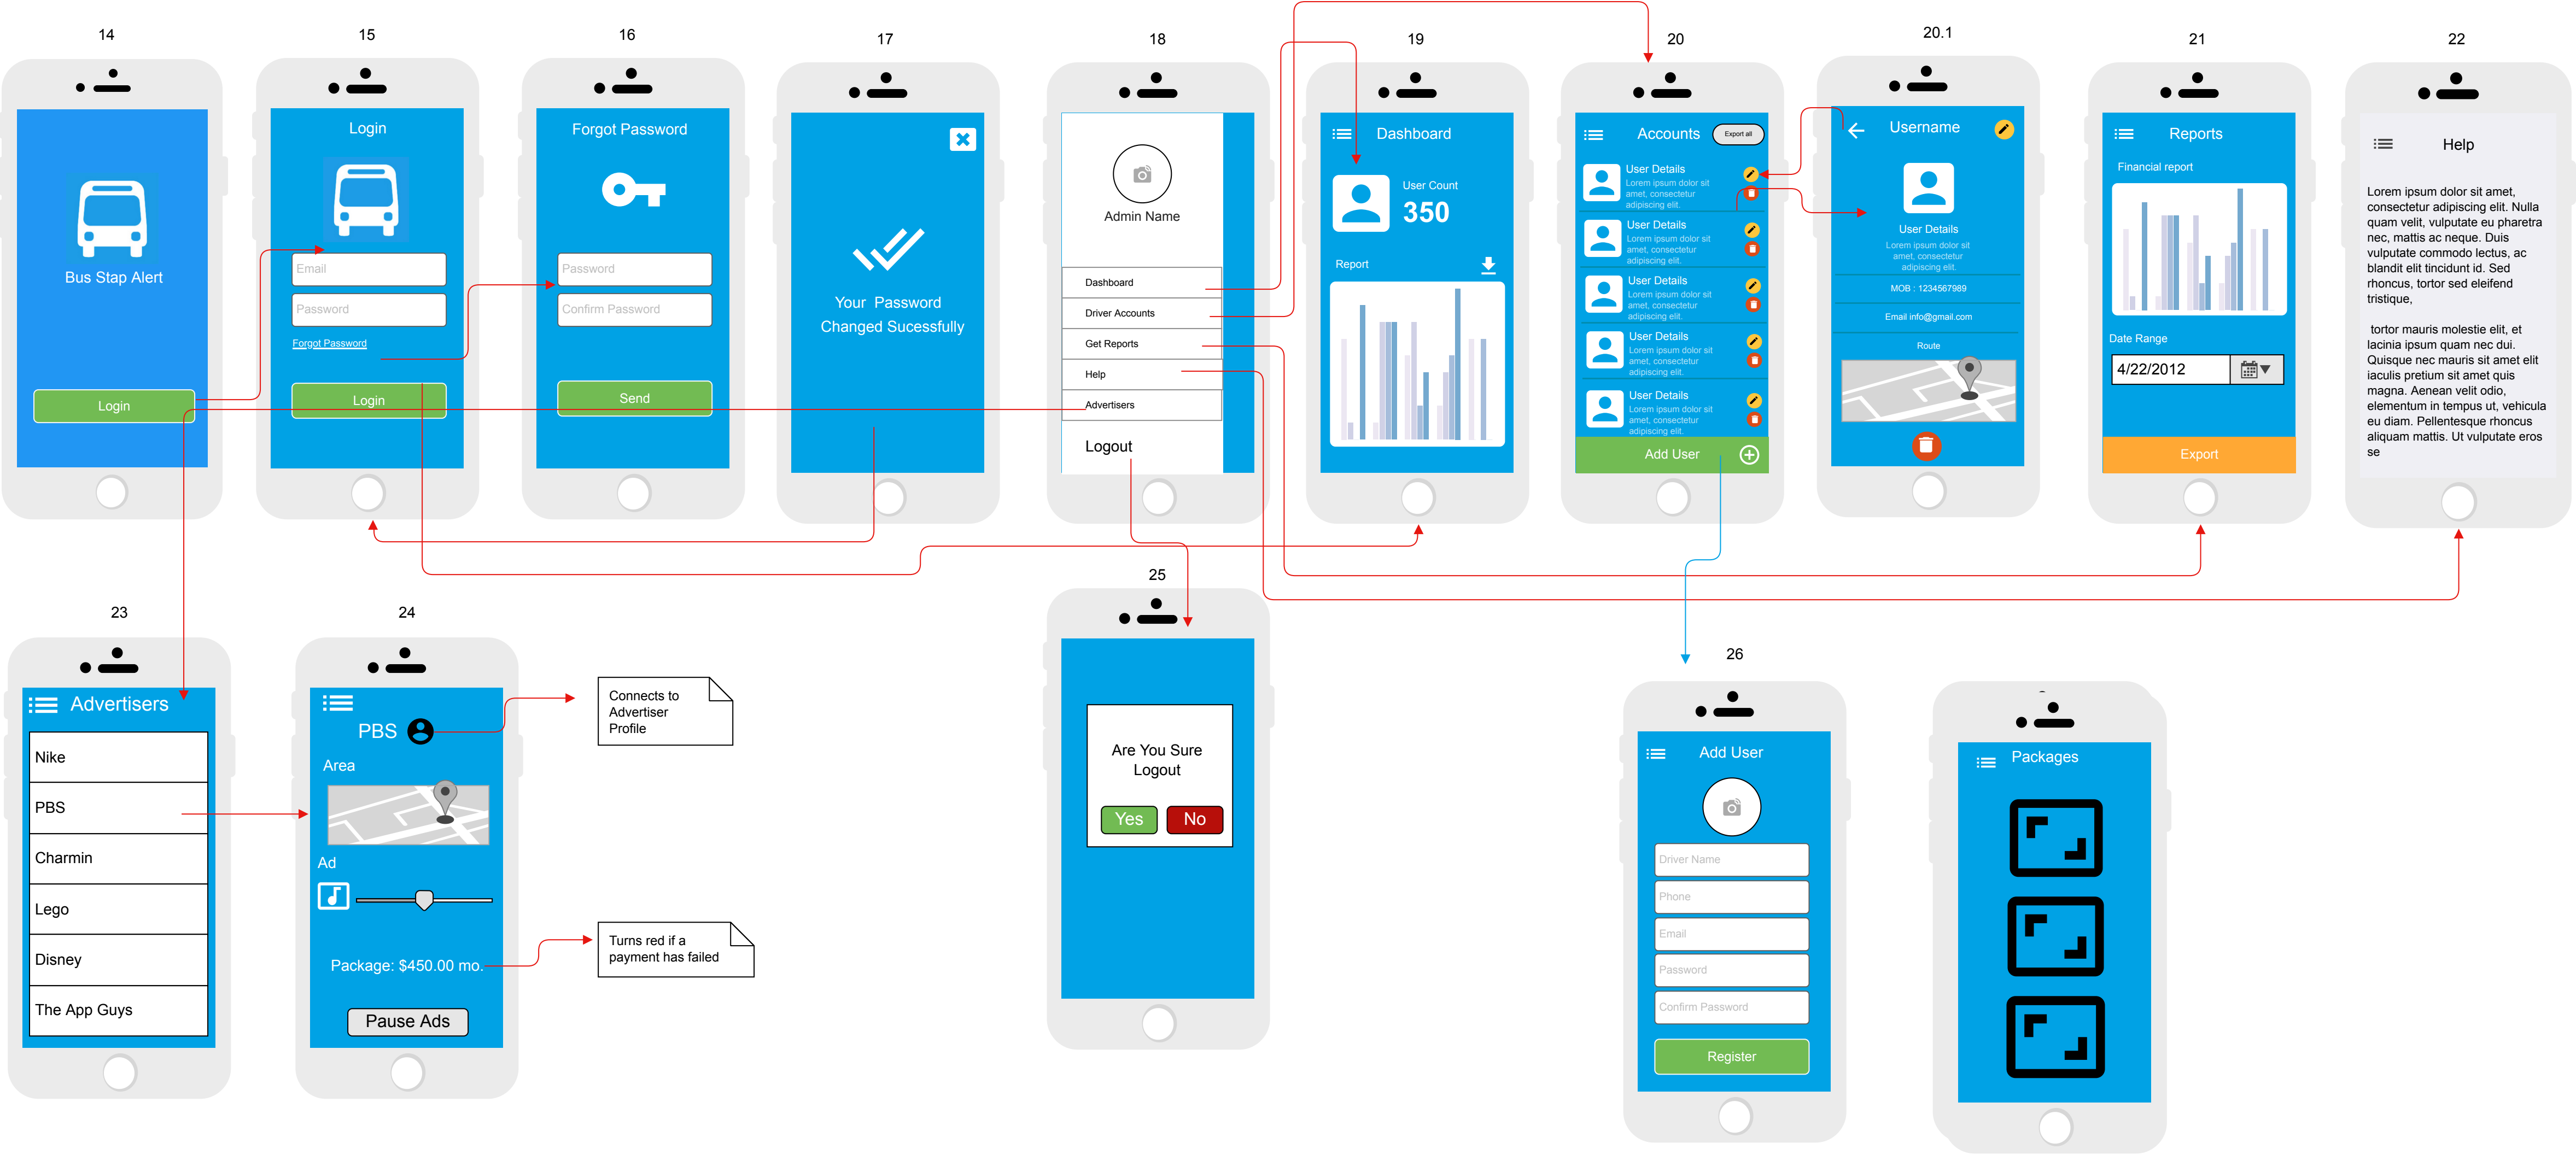 14
Bus Stap Alert
Login
15
Login
Email
Password
Forgot Password
Login
16
Forgot Password
Password
Confirm Password
Send
17
Your Password
Changed Sucessfully
18
Admin Name
Dashboard
Driver Accounts
Get Reports
Help
Advertisers
Logout
19
Dashboard
User Count
350
Report
20
Accounts
Export all
User Details
Lorem ipsum dolor sit
amet, consectetur
adipiscing elit.
User Details
Lorem ipsum dolor sit
amet, consectetur
adipiscing elit.
User Details
Lorem ipsum dolor sit
amet, consectetur
adipiscing elit.
User Details
Lorem ipsum dolor sit
amet, consectetur
adipiscing elit.
User Details
Lorem ipsum dolor sit
amet, consectetur
adipiscing elit.
Add User
20.1
Username
User Details
Lorem ipsum dolor sit
amet, consectetur
adipiscing elit.
MOB : 1234567989
Email info@gmail.com
Route
21
Reports
Financial report
Date Range
4/22/2012
Export
22
Help
Lorem ipsum dolor sit amet,
consectetur adipiscing elit. Nulla
quam velit, vulputate eu pharetra
nec, mattis ac neque. Duis
vulputate commodo lectus, ac
blandit elit tincidunt id. Sed
rhoncus, tortor sed eleifend
tristique,
tortor mauris molestie elit, et
lacinia ipsum quam nec dui.
Quisque nec mauris sit amet elit
iaculis pretium sit amet quis
magna. Aenean velit odio,
elementum in tempus ut, vehicula
eu diam. Pellentesque rhoncus
aliquam mattis. Ut vulputate eros
se
23
Advertisers
Nike
PBS
Charmin
Lego
Disney
The App Guys
24
PBS
Area
Ad
Package: $450.00 mo.
Pause Ads
Connects to
Advertiser
Profile
Turns red if a
payment has failed
25
Are You Sure
Logout
Yes
No
26
Add User
Driver Name
Phone
Email
Password
Confirm Password
Register
Packages